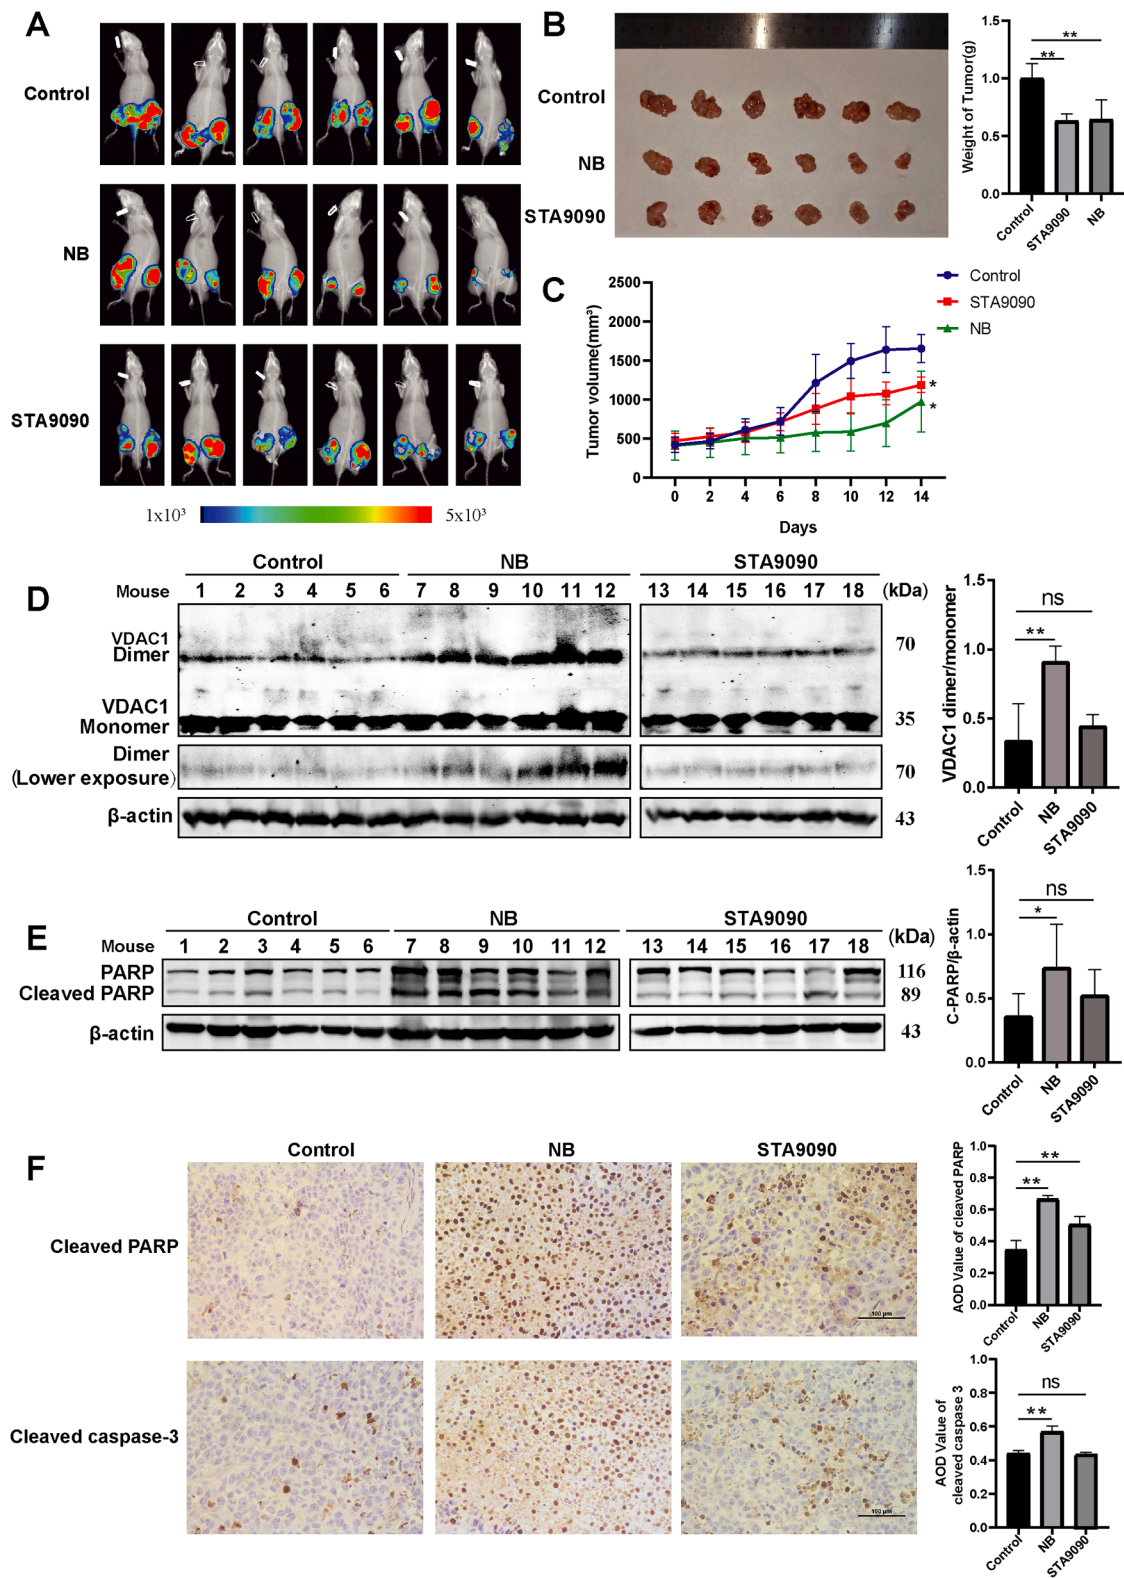 A
Control
NB
STA9090
1x10³
5x10³
B
Control
NB
STA9090
Weight of Tumor(g)
1.5
1.0
0.5
0.0
**
**
Control
STA9090
NB
C
Tumor volume(mm³)
2500
2000
1500
1000
500
0
0 2 4 6 8 10 12 14
Days
Control
STA9090
NB
*
*
D
Control NB STA9090
Mouse 1 2 3 4 5 6 7 8 9 10 11 12 13 14 15 16 17 18 (kDa)
VDAC1
Dimer
70
VDAC1
Monomer
35
Dimer
(Lower exposure)
70
β-actin
43
VDAC1 dimer/monomer
1.5
1.0
0.5
0.0
ns
**
Control
NB
STA9090
E
Control NB STA9090
Mouse 1 2 3 4 5 6 7 8 9 10 11 12 13 14 15 16 17 18 (kDa)
PARP
116
Cleaved PARP
89
β-actin
43
C-PARP/β-actin
1.5
1.0
0.5
0.0
ns
*
Control
NB
STA9090
F
Control NB STA9090
Cleaved PARP
100 μm
AOD Value of cleaved PARP
1.0
0.8
0.6
0.4
0.2
0.0
**
**
Control
NB
STA9090
Cleaved caspase-3
100 μm
AOD Value of
cleaved caspase 3
1.0
0.8
0.6
0.4
0.2
0.0
ns
**
Control
NB
STA9090